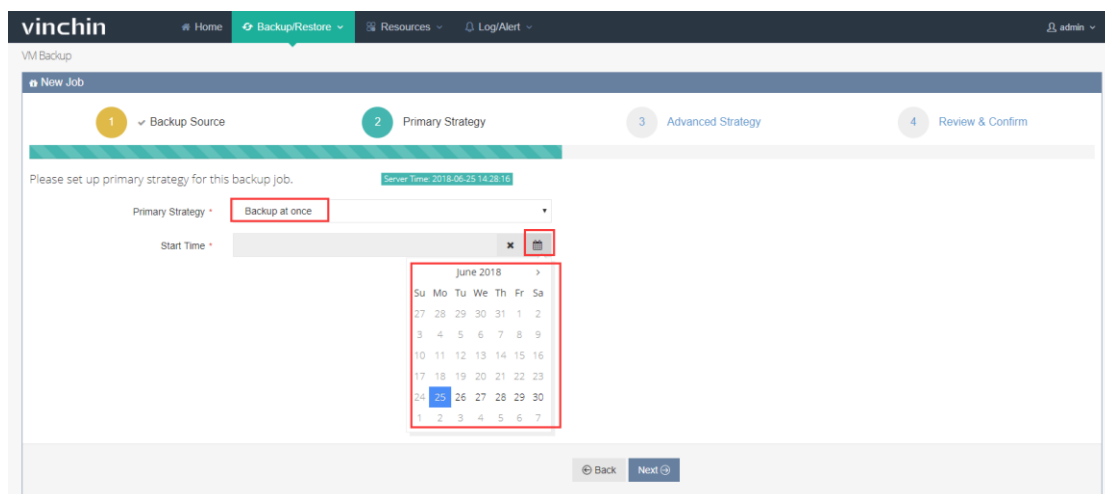 vinchin Home Backup/Restore Resources Log/Alert admin
VM Backup
New Job
1 Backup Source 2 Primary Strategy 3 Advanced Strategy 4 Review & Confirm
Please set up primary strategy for this backup job. Server Time: 2018-06-25 14:28:16
Primary Strategy * Backup at once
Start Time *
June 2018 >
Su Mo Tu We Th Fr Sa
27 28 29 30 31 1 2
3 4 5 6 7 8 9
10 11 12 13 14 15 16
17 18 19 20 21 22 23
24 25 26 27 28 29 30
1 2 3 4 5 6 7
Back Next